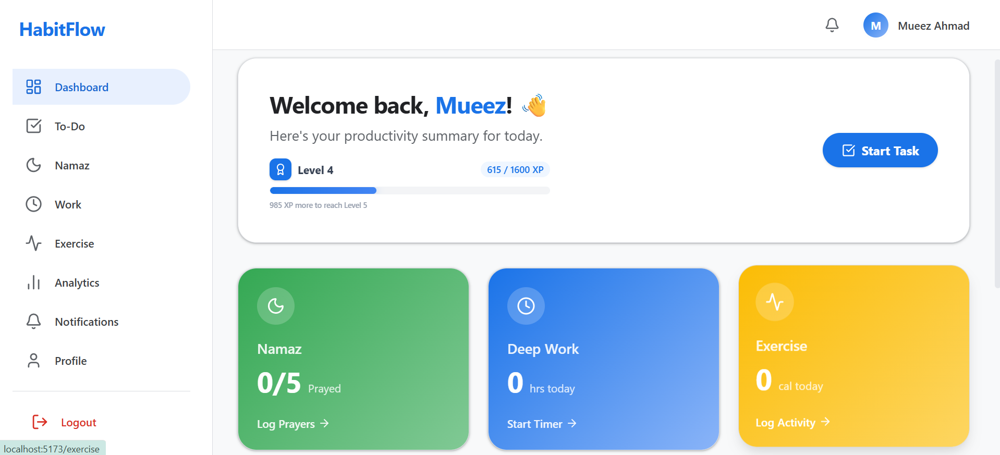 HabitFlow
Dashboard
To-Do
Namaz
Work
Exercise
Analytics
Notifications
Profile
Logout
localhost:5173/exercise
M
Mueez Ahmad
Welcome back, Mueez! 👋
Here's your productivity summary for today.
Level 4
615 / 1600 XP
985 XP more to reach Level 5
Start Task
Namaz
0/5 Prayed
Log Prayers →
Deep Work
0 hrs today
Start Timer →
Exercise
0 cal today
Log Activity →